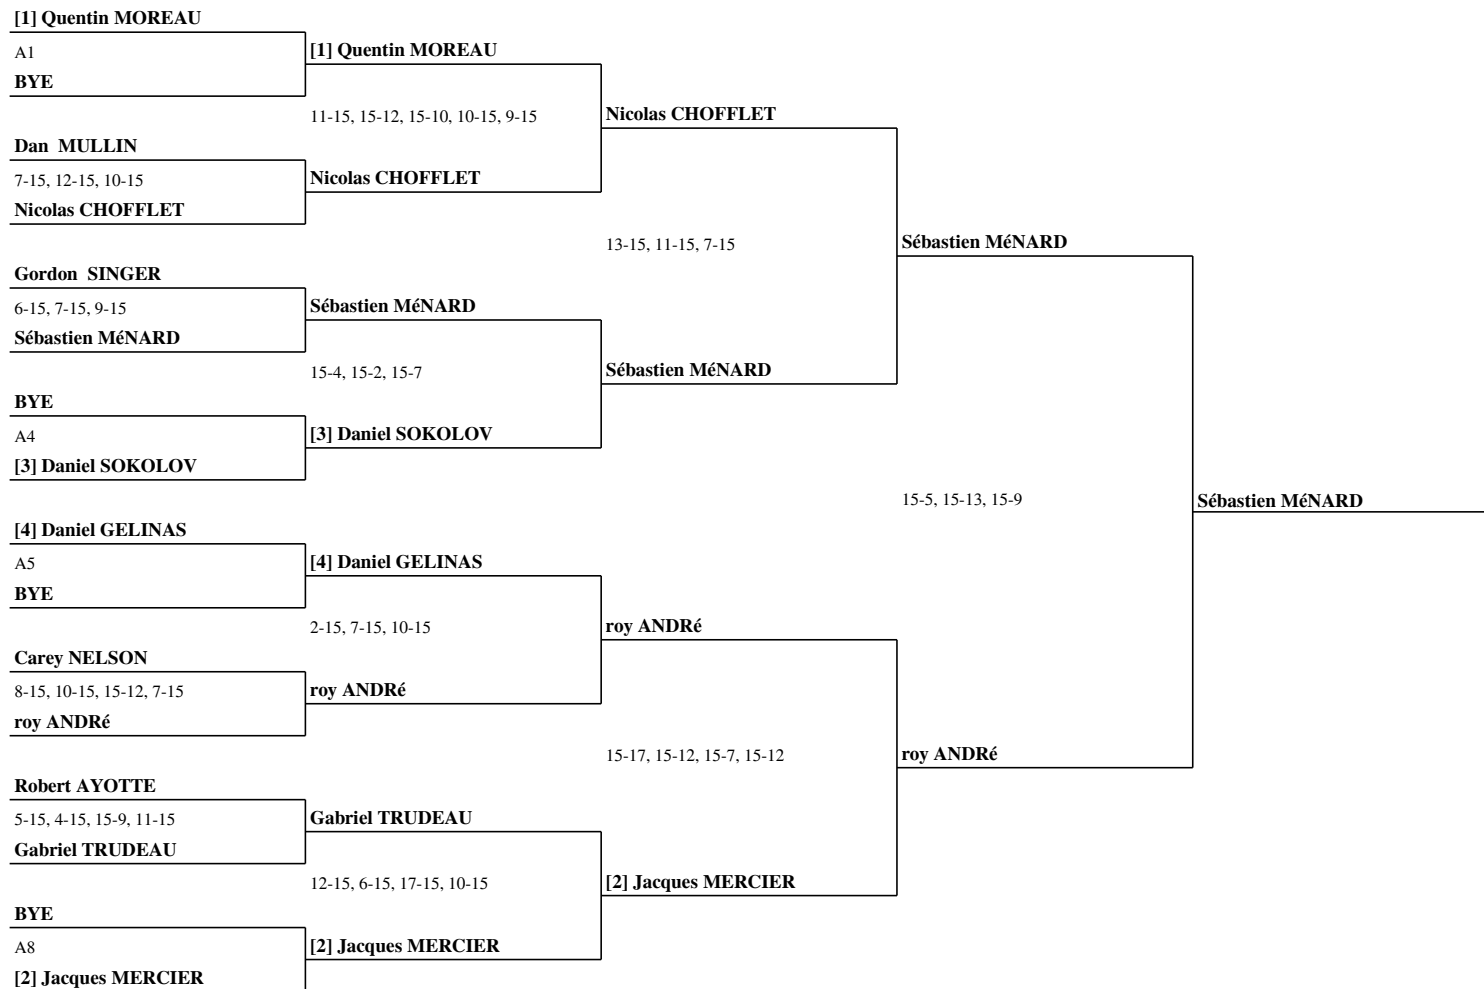 [1] Quentin MOREAU
A1
BYE
Dan  MULLIN
7-15, 12-15, 10-15
Nicolas CHOFFLET
Gordon  SINGER
6-15, 7-15, 9-15
Sébastien MéNARD
BYE
A4
[3] Daniel SOKOLOV
[4] Daniel GELINAS
A5
BYE
Carey NELSON
8-15, 10-15, 15-12, 7-15
roy ANDRé
Robert AYOTTE
5-15, 4-15, 15-9, 11-15
Gabriel TRUDEAU
BYE
A8
[2] Jacques MERCIER
[1] Quentin MOREAU
11-15, 15-12, 15-10, 10-15, 9-15
Nicolas CHOFFLET
Sébastien MéNARD
15-4, 15-2, 15-7
[3] Daniel SOKOLOV
[4] Daniel GELINAS
2-15, 7-15, 10-15
roy ANDRé
Gabriel TRUDEAU
12-15, 6-15, 17-15, 10-15
[2] Jacques MERCIER
Nicolas CHOFFLET
13-15, 11-15, 7-15
Sébastien MéNARD
roy ANDRé
15-17, 15-12, 15-7, 15-12
[2] Jacques MERCIER
Sébastien MéNARD
15-5, 15-13, 15-9
roy ANDRé
Sébastien MéNARD